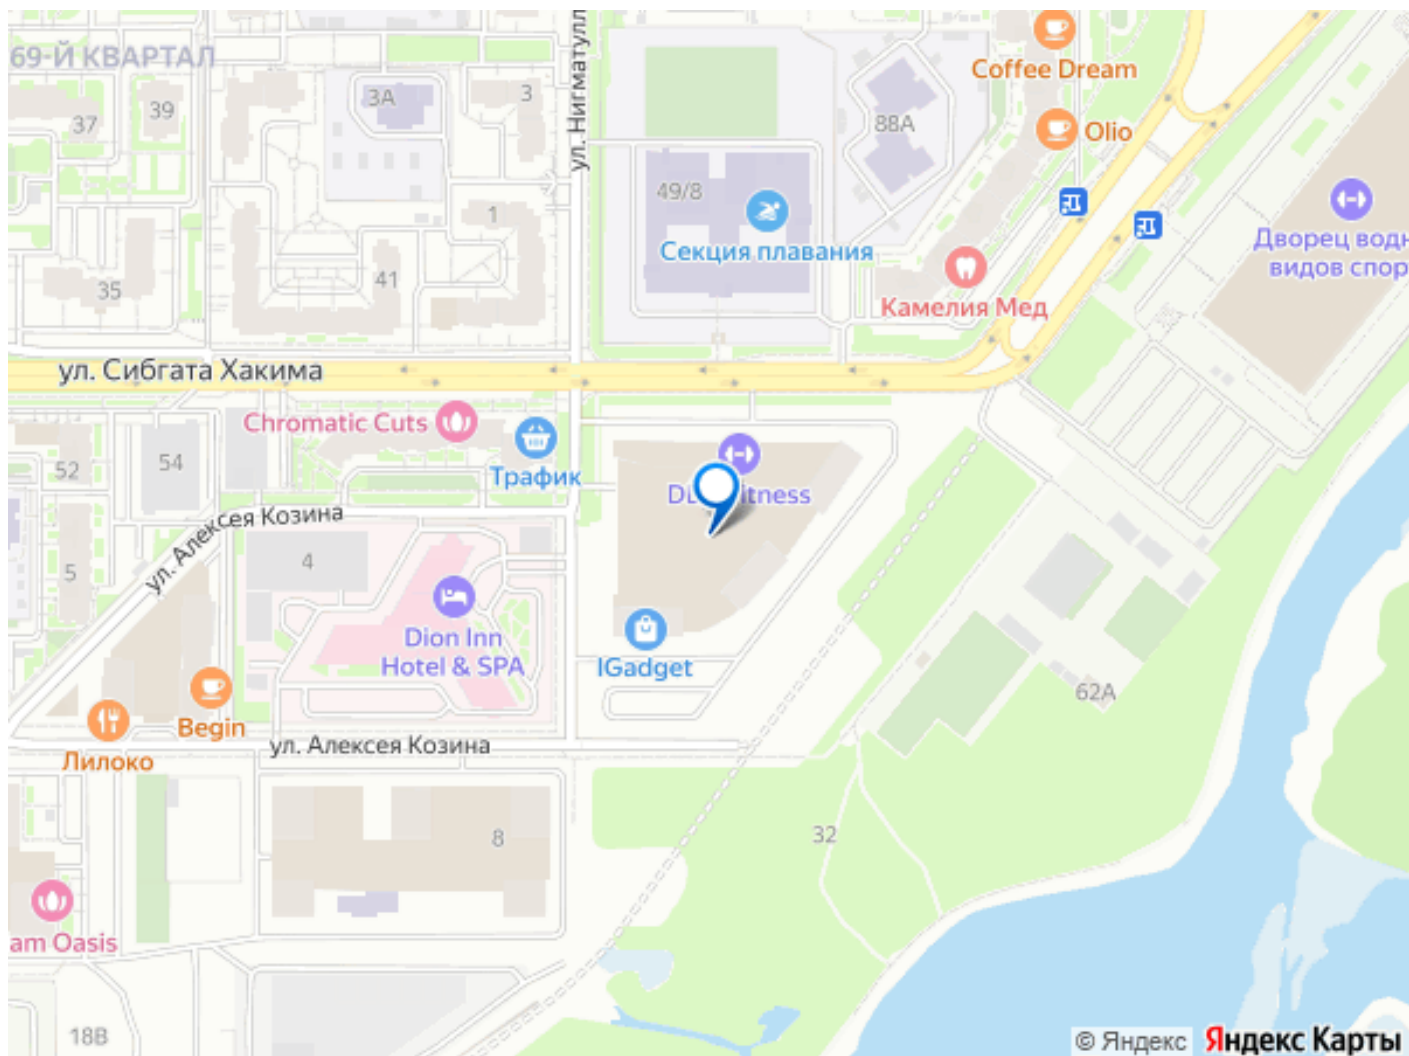 Coffee Dream
69-Й КВАРТАЛ
3А
3
39
37
88А
Olio
ул. Нигматулл
49/8
1
Секция плавания
Дворец водн
видов спор
35
41
Камелия Мед
ул. Сибгата Хакима
Chromatic Cuts
54
52
Трафик
itness
ул. Алексея Козина
4
5
Dion Inn
Hotel & SPA
IGadget
62А
Begin
Лилоко
ул. Алексея Козина
8
32
am Oasis
18В
© Яндекс Яндекс Карты